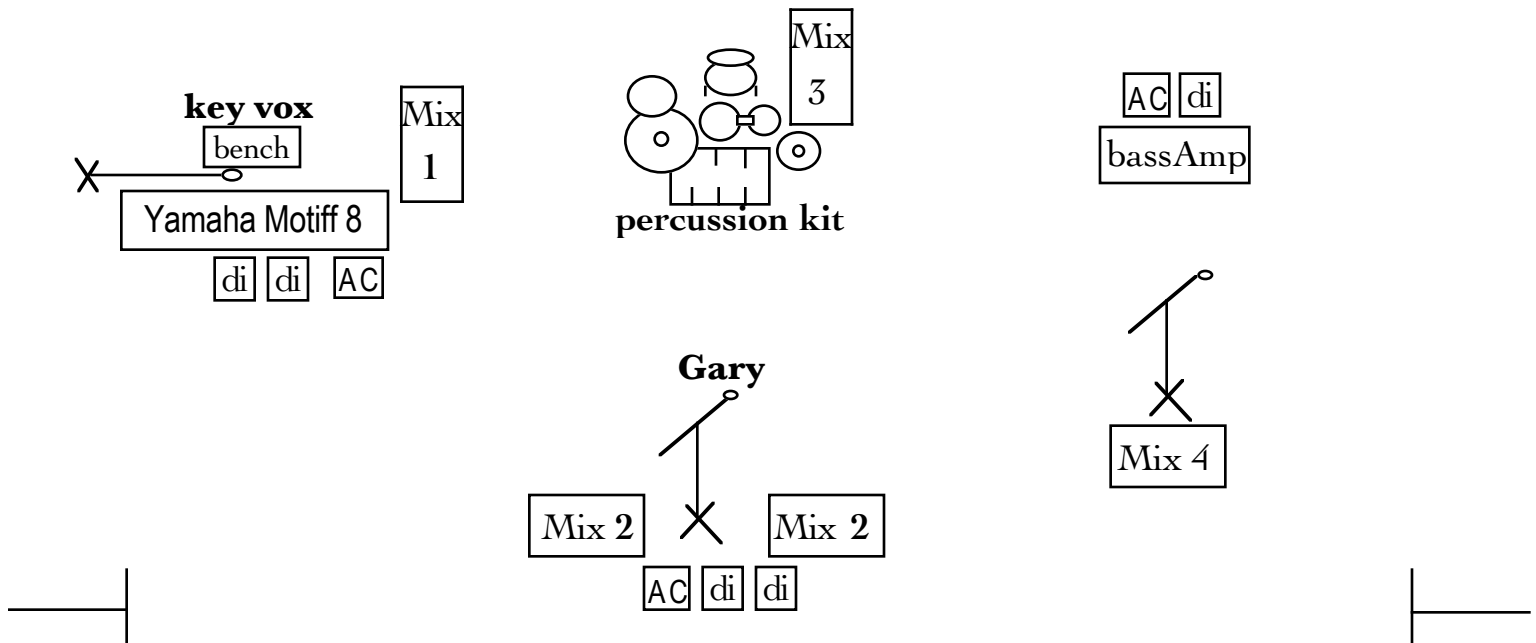 key vox
bench
Yamaha Motiff 8
di di AC
Mix
1
Mix
3
percussion kit
AC di
bassAmp
Gary
Mix 4
Mix 2
Mix 2
AC di di